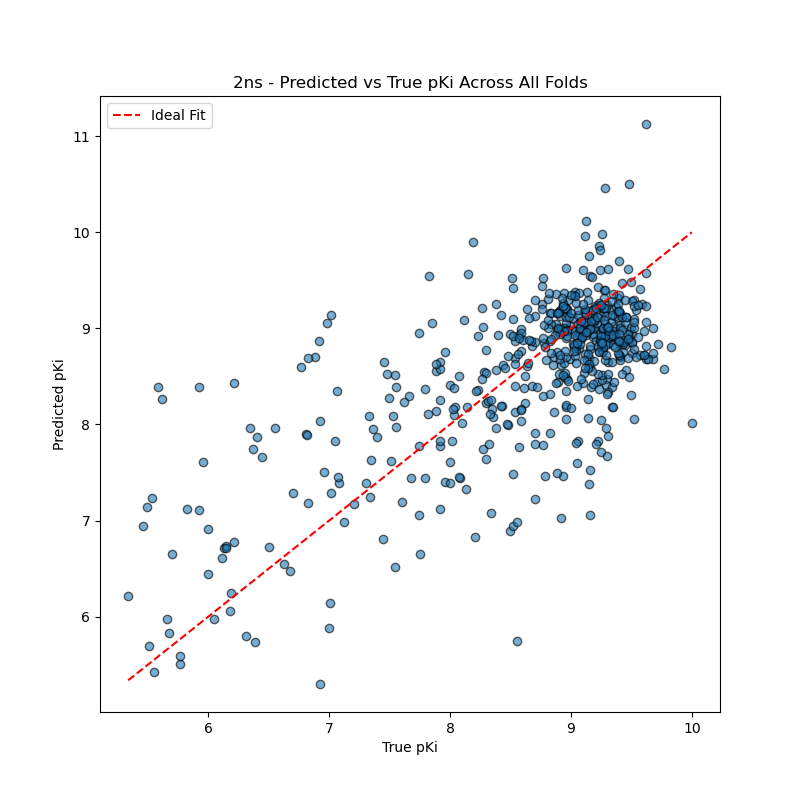 2ns - Predicted vs True pKi Across All Folds
Ideal Fit
11
10
9
8
7
6
Predicted pKi
6 7 8 9 10
True pKi